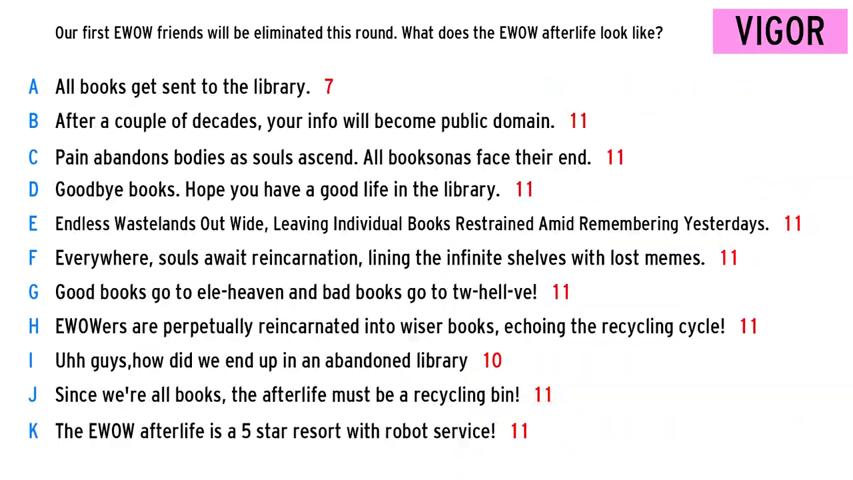 Our first EWOW friends will be eliminated this round. What does the EWOW afterlife look like?
VIGOR
A All books get sent to the library. 7
B After a couple of decades, your info will become public domain. 11
C Pain abandons bodies as souls ascend. All booksonas face their end. 11
D Goodbye books. Hope you have a good life in the library. 11
E Endless Wastelands Out Wide, Leaving Individual Books Restrained Amid Remembering Yesterdays. 11
F Everywhere, souls await reincarnation, lining the infinite shelves with lost memes. 11
G Good books go to ele-heaven and bad books go to tw-hell-ve! 11
H EWOWers are perpetually reincarnated into wiser books, echoing the recycling cycle! 11
I Uhh guys,how did we end up in an abandoned library 10
J Since we're all books, the afterlife must be a recycling bin! 11
K The EWOW afterlife is a 5 star resort with robot service! 11